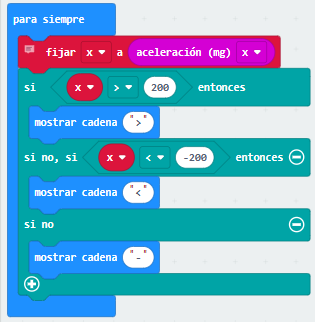 para siempre
fijar x a aceleración (mg) x
si x > 200 entonces
mostrar cadena ">"
si no, si x < -200 entonces
mostrar cadena "<"
si no
mostrar cadena "-"